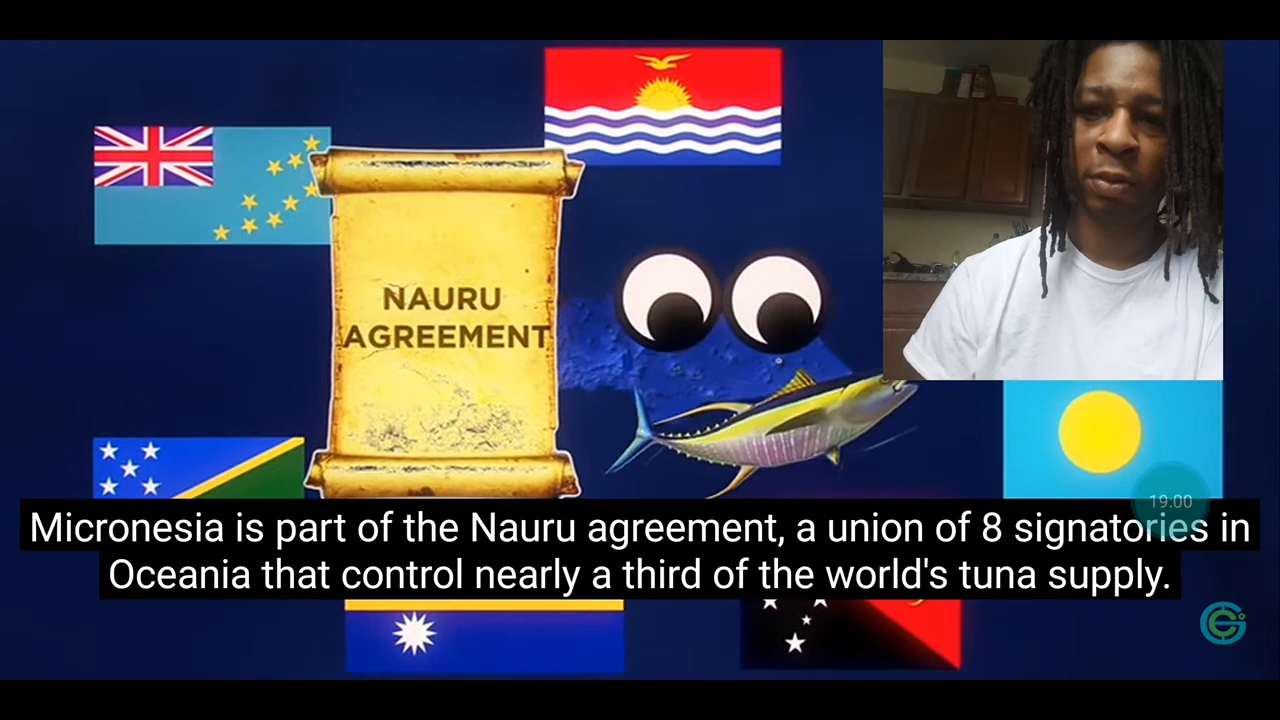 NAURU
AGREEMENT
19:00
Micronesia is part of the Nauru agreement, a union of 8 signatories in
Oceania that control nearly a third of the world's tuna supply.